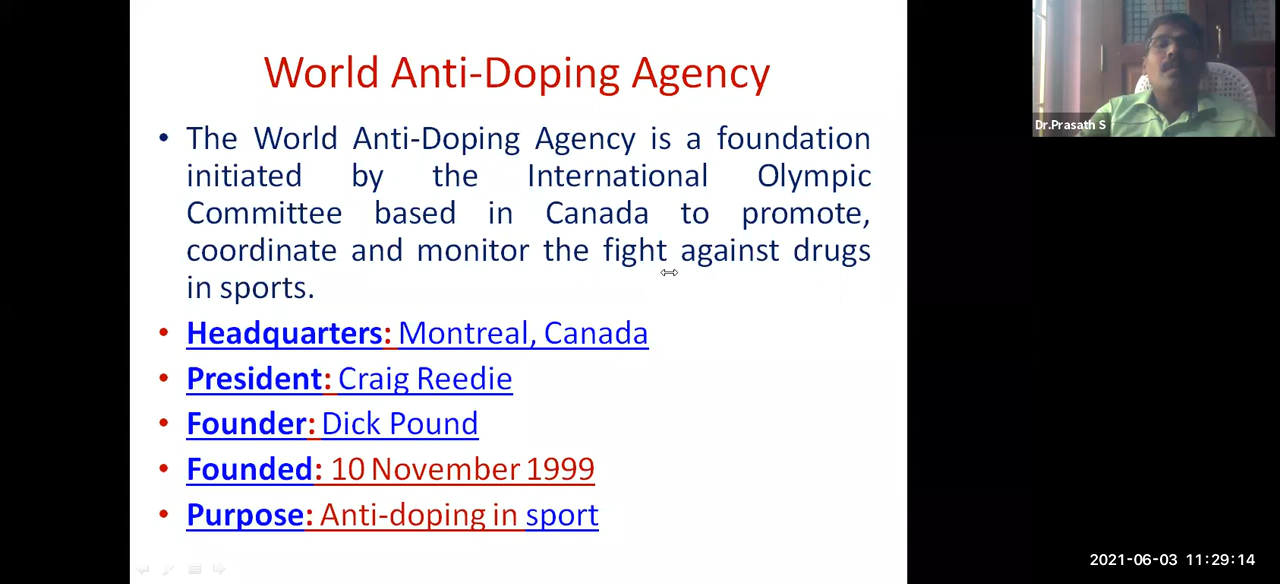 World Anti-Doping Agency
• The World Anti-Doping Agency is a foundation
initiated by the International Olympic
Committee based in Canada to promote,
coordinate and monitor the fight against drugs
in sports.
• Headquarters: Montreal, Canada
• President: Craig Reedie
• Founder: Dick Pound
• Founded: 10 November 1999
• Purpose: Anti-doping in sport
Dr.Prasath S
2021-06-03 11:29:14